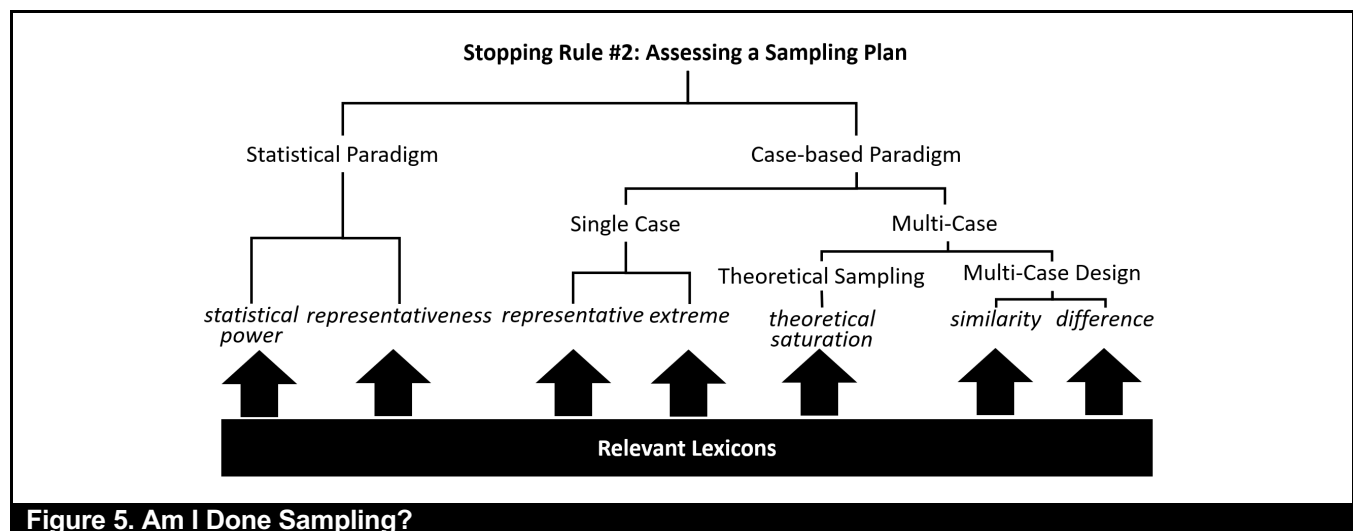 Stopping Rule #2: Assessing a Sampling Plan
Statistical Paradigm
Case-based Paradigm
Single Case
Multi-Case
Theoretical Sampling
Multi-Case Design
statistical
power
representativeness
representative
extreme
theoretical
saturation
similarity
difference
Relevant Lexicons
Figure 5. Am I Done Sampling?